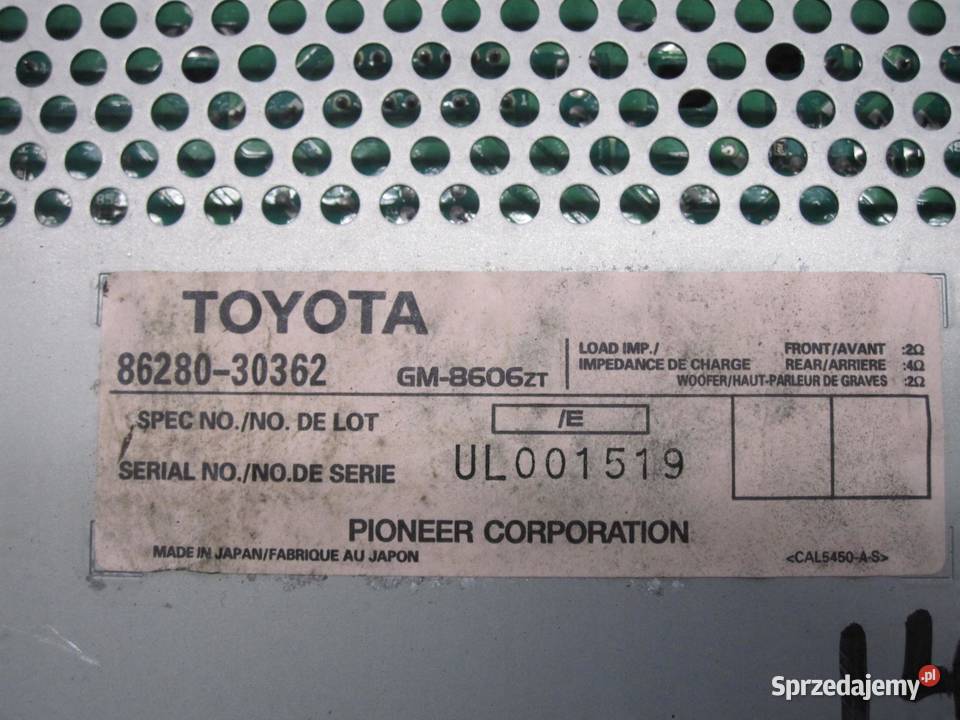 TOYOTA
86280-30362
GM-8606ZT
LOAD IMP./ FRONT/AVANT :2Ω
IMPEDANCE DE CHARGE REAR/ARRIERE :4Ω
WOOFER/HAUT-PARLEUR DE GRAVES :2Ω
SPEC NO./NO. DE LOT /E
SERIAL NO./NO.DE SERIE UL001519
PIONEER CORPORATION
MADE IN JAPAN/FABRIQUE AU JAPON <CAL5450-A-S>
Sprzedajemy.pl